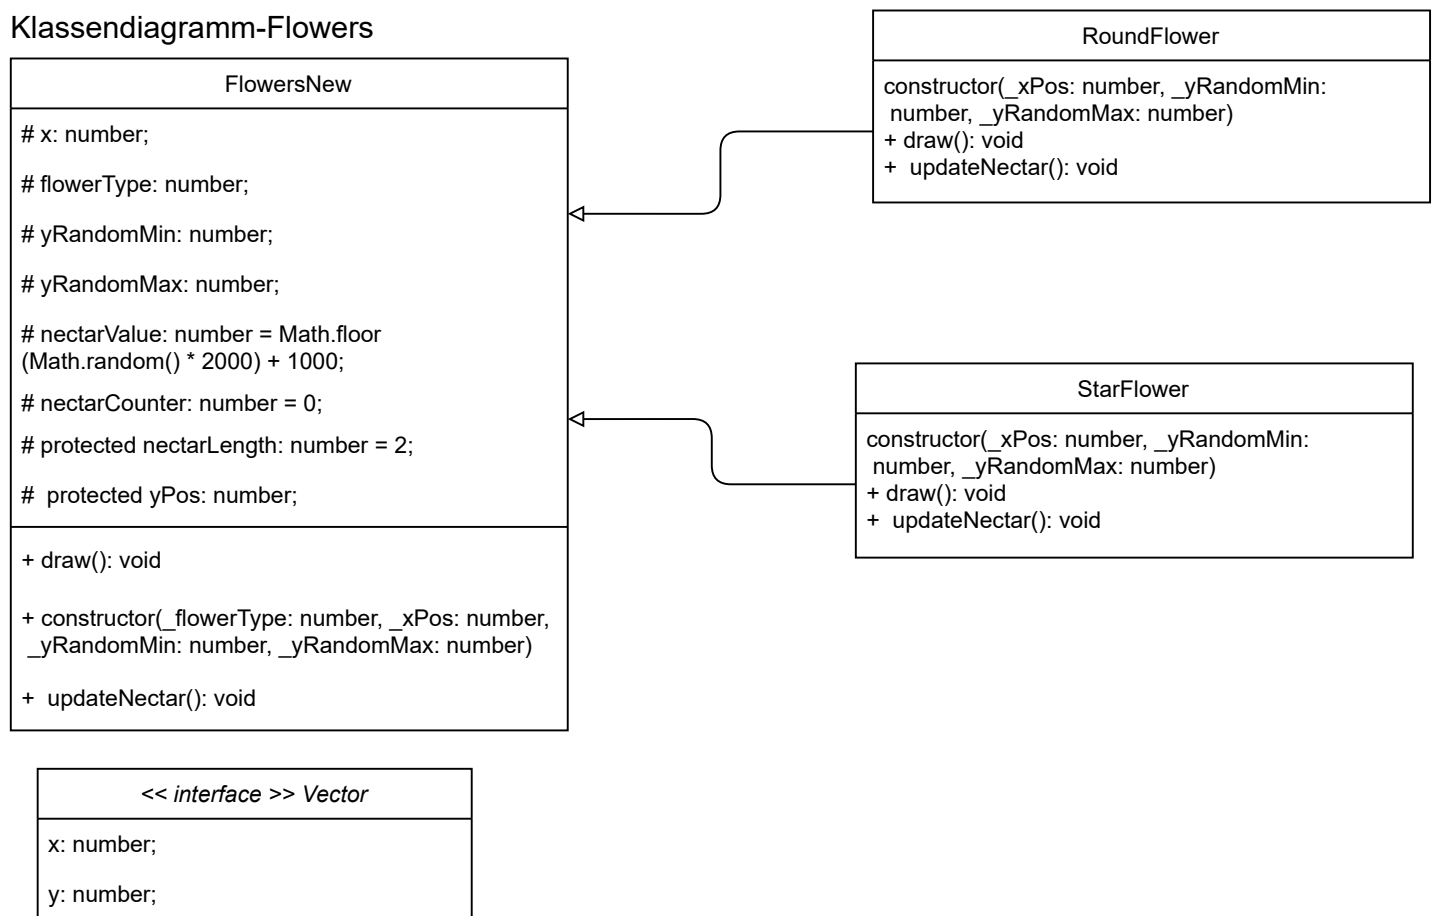 Klassendiagramm-Flowers
FlowersNew
# x: number;
# flowerType: number;
# yRandomMin: number;
# yRandomMax: number;
# nectarValue: number = Math.floor
(Math.random() * 2000) + 1000;
# nectarCounter: number = 0;
# protected nectarLength: number = 2;
#  protected yPos: number;
+ draw(): void
+ constructor(_flowerType: number, _xPos: number,
_yRandomMin: number, _yRandomMax: number)
+  updateNectar(): void
<< interface >> Vector
x: number;
y: number;
RoundFlower
constructor(_xPos: number, _yRandomMin:
number, _yRandomMax: number)
+ draw(): void
+  updateNectar(): void
StarFlower
constructor(_xPos: number, _yRandomMin:
number, _yRandomMax: number)
+ draw(): void
+  updateNectar(): void